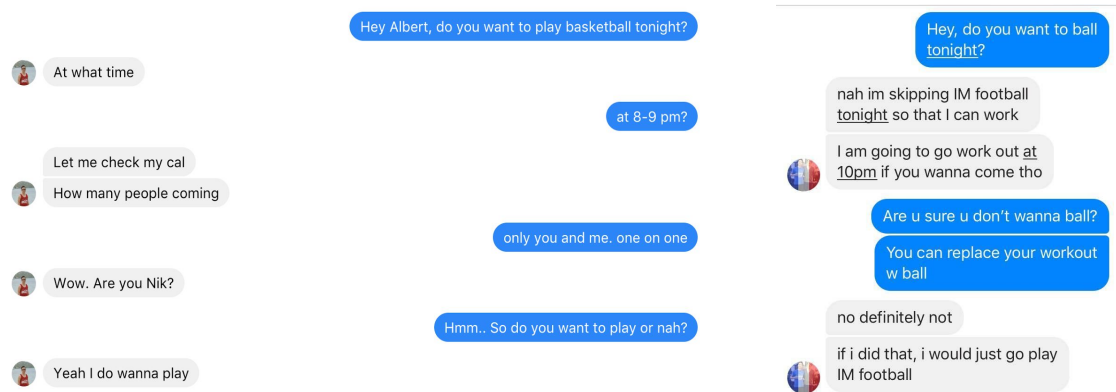 Hey Albert, do you want to play basketball tonight?
At what time
at 8-9 pm?
Let me check my cal
How many people coming
only you and me. one on one
Wow. Are you Nik?
Hmm.. So do you want to play or nah?
Yeah I do wanna play
Hey, do you want to ball
tonight?
nah im skipping IM football
tonight so that I can work
I am going to go work out at
10pm if you wanna come tho
Are u sure u don’t wanna ball?
You can replace your workout
w ball
no definitely not
if i did that, i would just go play
IM football